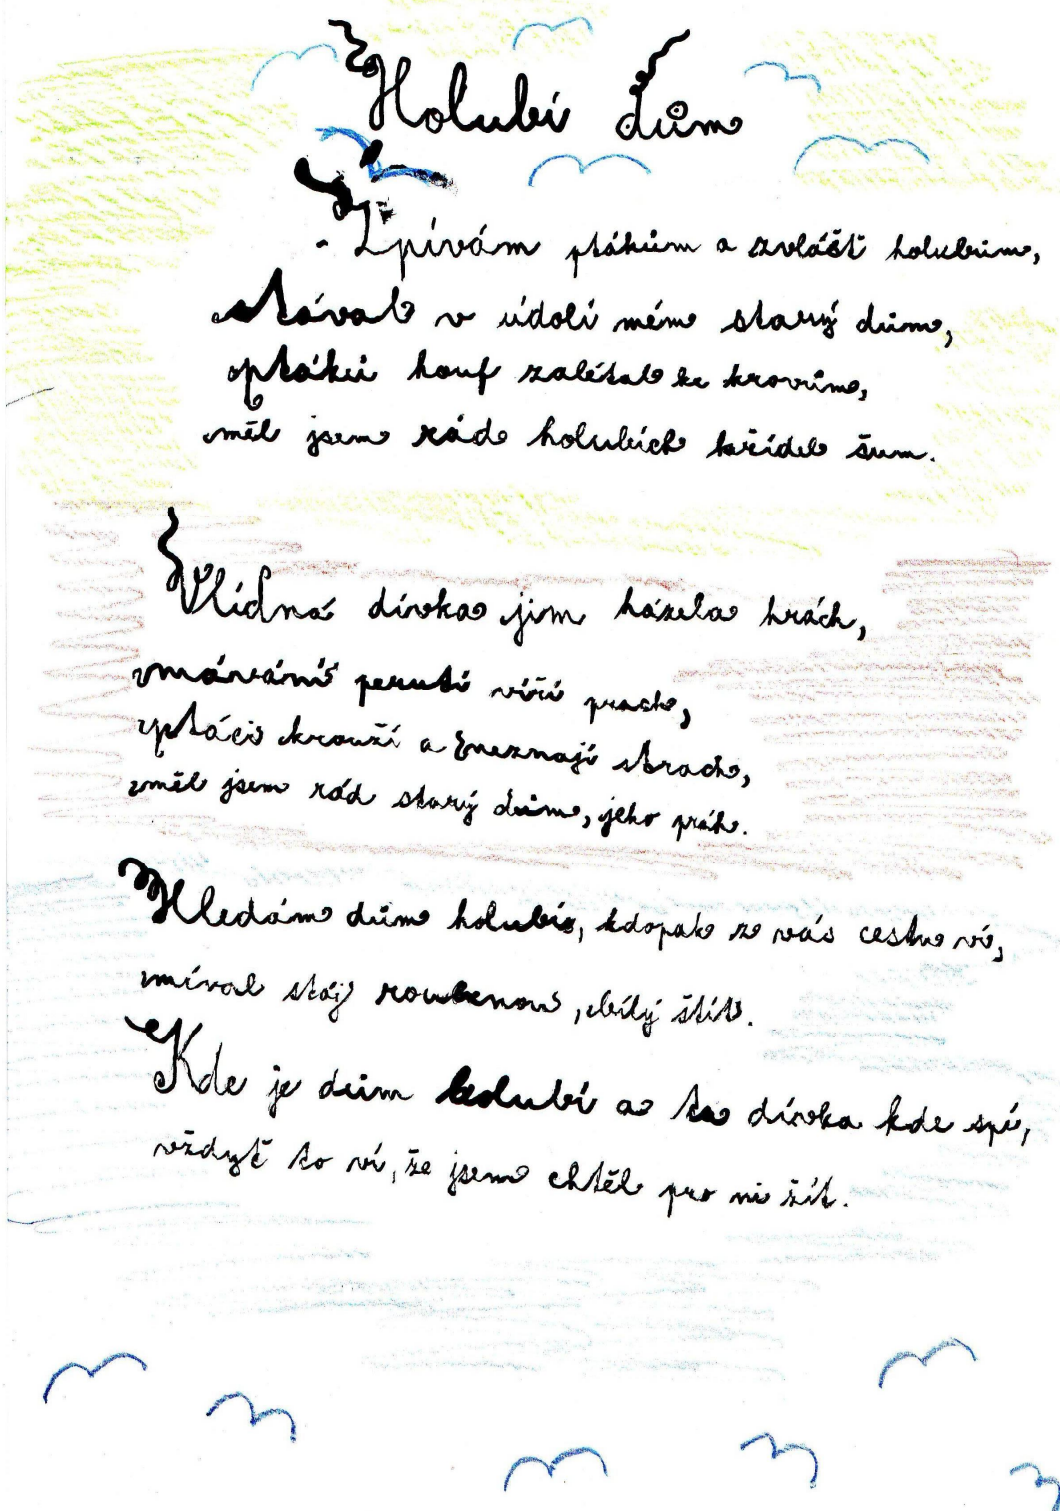 Holubí dům
Zpívám ptákům a zvlášť holubům,
stával v údolí mém starý dům,
ptáků houf zalétal ke krovům,
měl jsem rád holubích křídel šum.
Vlídná dívka jim házela hrách,
mávání perutí víří prach,
ptáci krouží a neznají strach,
měl jsem rád starý dům, jeho práh.
Hledám dům holubí, kdopak z vás cestu ví,
míval stáj roubenou, bílý štít.
Kde je dům holubí a ta dívka kde spí,
vždyť to ví, že jsem chtěl pro ni žít.